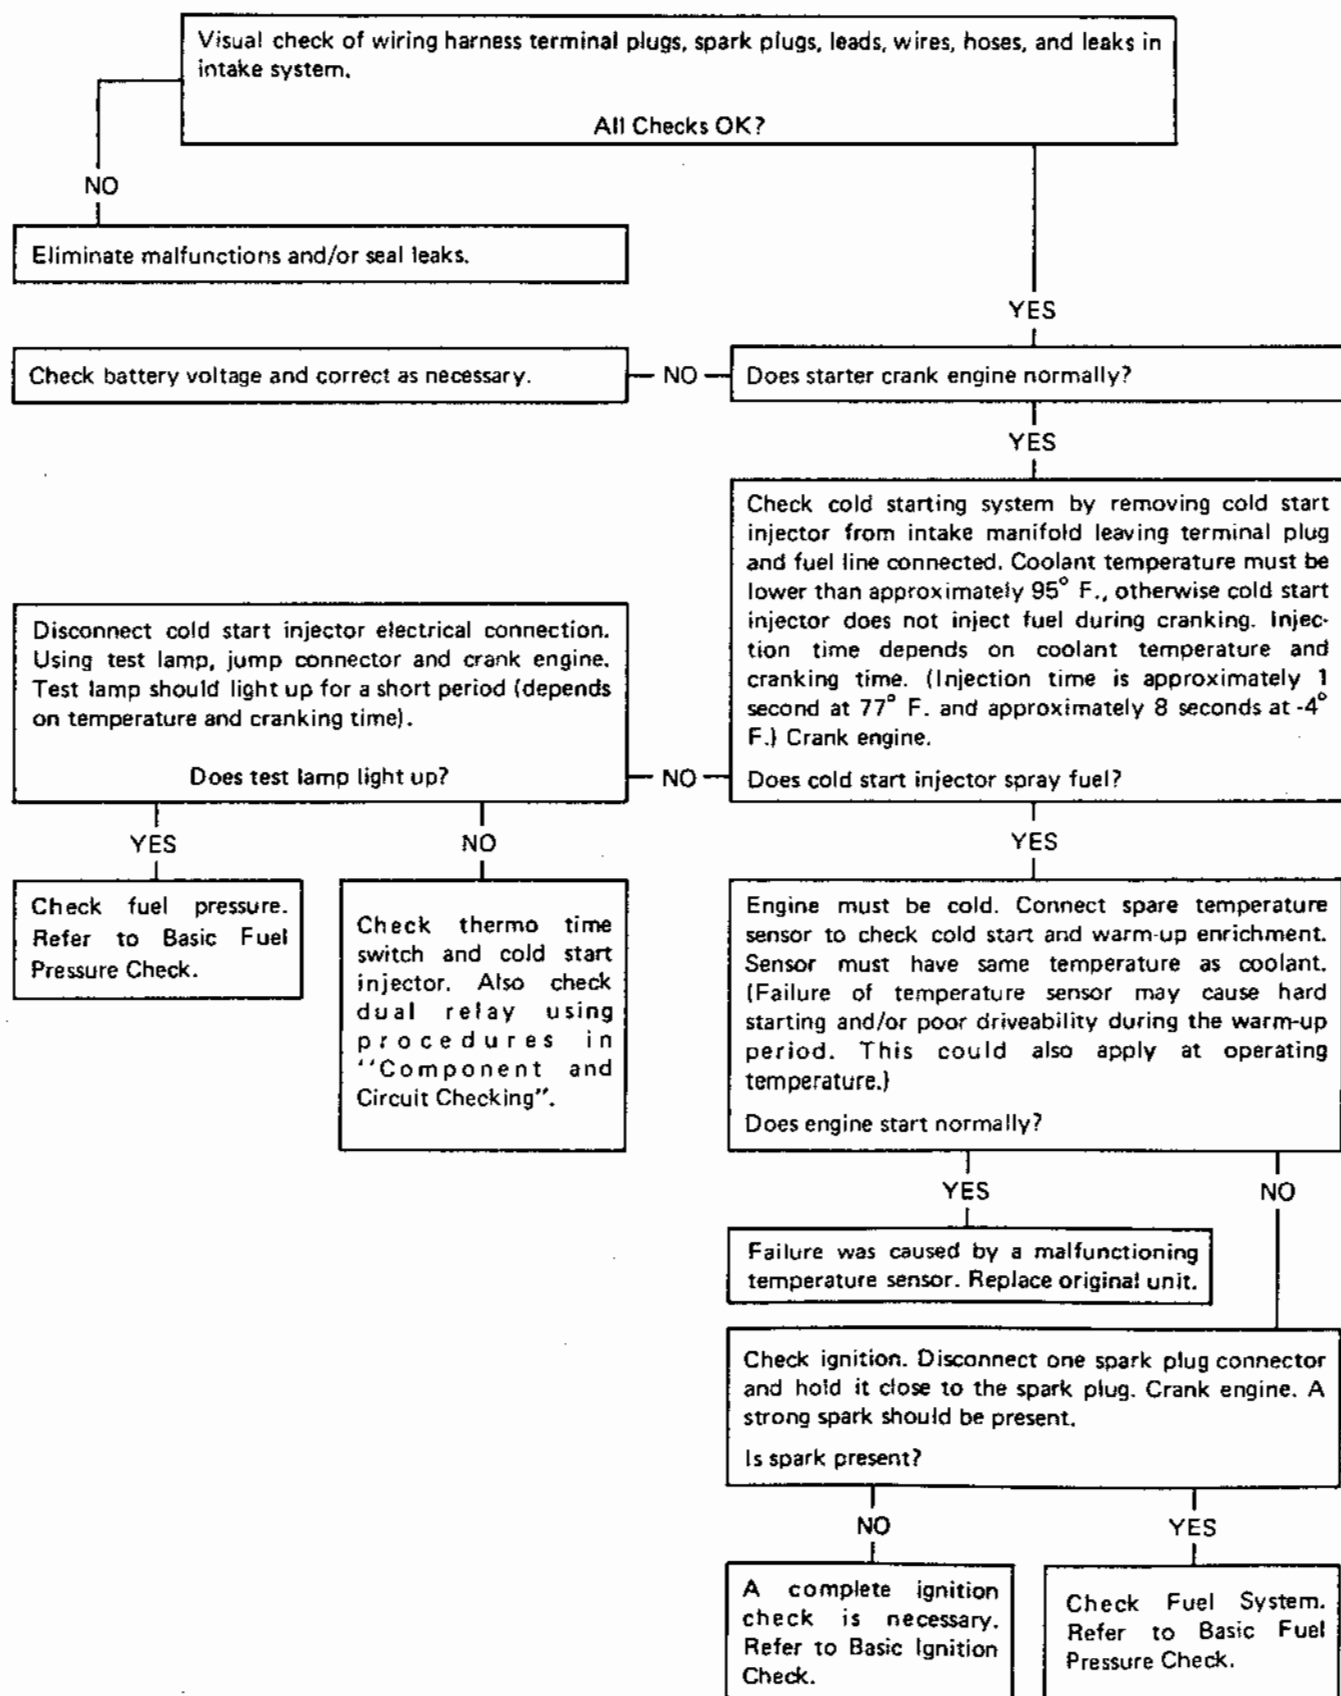 Visual check of wiring harness terminal plugs, spark plugs, leads, wires, hoses, and leaks in
intake system.
All Checks OK?
NO
Eliminate malfunctions and/or seal leaks.
YES
Check battery voltage and correct as necessary.
NO
Does starter crank engine normally?
YES
Check cold starting system by removing cold start
injector from intake manifold leaving terminal plug
and fuel line connected. Coolant temperature must be
lower than approximately 95° F., otherwise cold start
injector does not inject fuel during cranking. Injec-
tion time depends on coolant temperature and
cranking time. (Injection time is approximately 1
second at 77° F. and approximately 8 seconds at -4°
F.) Crank engine.
Does cold start injector spray fuel?
NO
Disconnect cold start injector electrical connection.
Using test lamp, jump connector and crank engine.
Test lamp should light up for a short period (depends
on temperature and cranking time).
Does test lamp light up?
YES
NO
YES
Check fuel pressure.
Refer to Basic Fuel
Pressure Check.
Check thermo time
switch and cold start
injector. Also check
dual relay using
procedures in
''Component and
Circuit Checking".
Engine must be cold. Connect spare temperature
sensor to check cold start and warm-up enrichment.
Sensor must have same temperature as coolant.
(Failure of temperature sensor may cause hard
starting and/or poor driveability during the warm-up
period. This could also apply at operating
temperature.)
Does engine start normally?
YES
NO
Failure was caused by a malfunctioning
temperature sensor. Replace original unit.
Check ignition. Disconnect one spark plug connector
and hold it close to the spark plug. Crank engine. A
strong spark should be present.
Is spark present?
NO
YES
A complete ignition
check is necessary.
Refer to Basic Ignition
Check.
Check Fuel System.
Refer to Basic Fuel
Pressure Check.